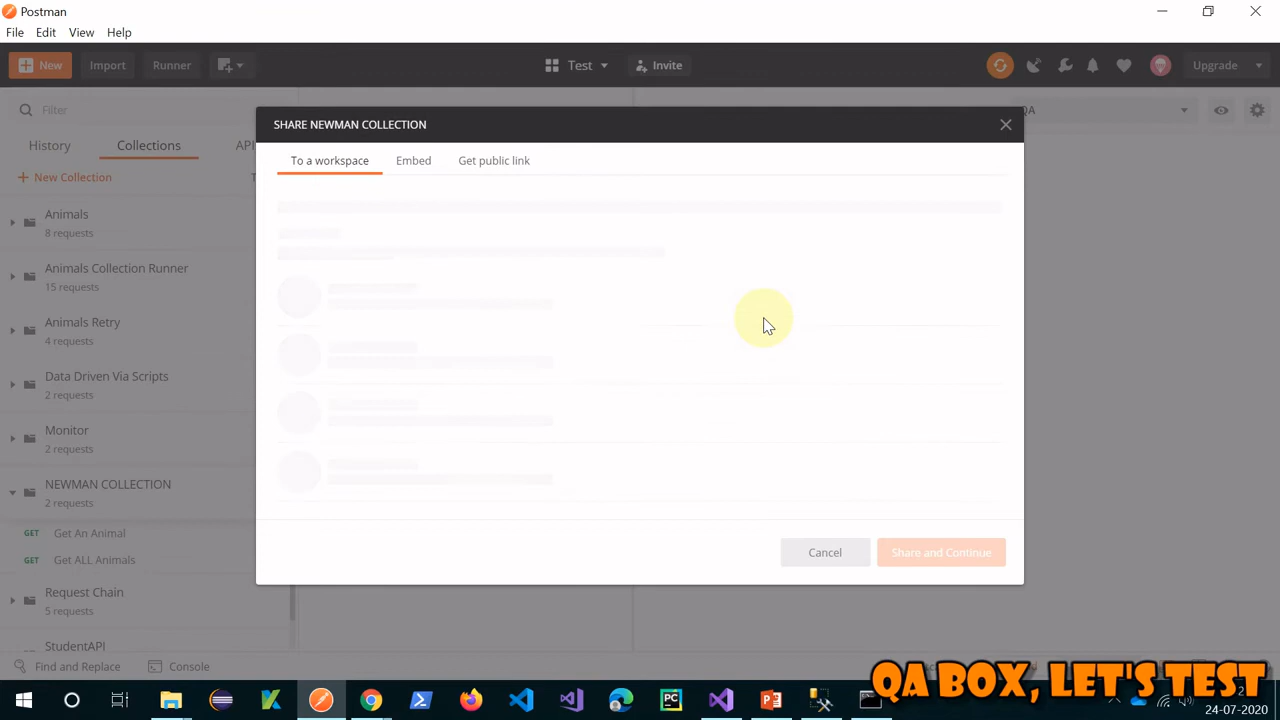 Postman
File Edit View Help
New Import Runner Test Invite Upgrade
Filter
History Collections
New Collection
Animals
8 requests
Animals Collection Runner
15 requests
Animals Retry
4 requests
Data Driven Via Scripts
2 requests
Monitor
2 requests
NEWMAN COLLECTION
2 requests
GET Get An Animal
GET Get ALL Animals
Request Chain
5 requests
StudentAPI
Find and Replace Console
SHARE NEWMAN COLLECTION
To a workspace Embed Get public link
Cancel Share and Continue
QA BOX, LET'S TEST
24-07-2020